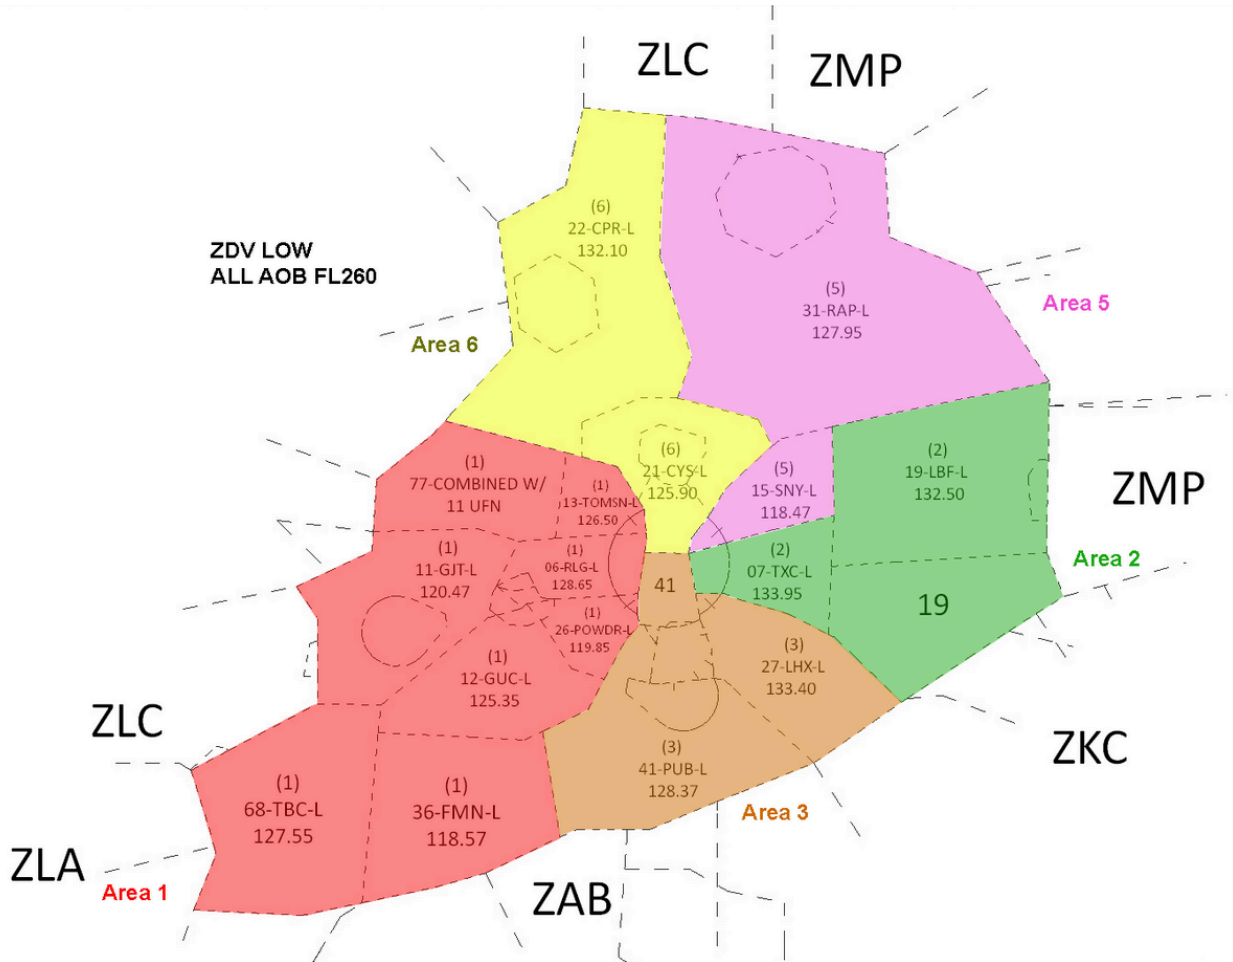 ZLC
ZMP
(6)
22-CPR-L
132.10
ZDV LOW
ALL AOB FL260
(5)
31-RAP-L
127.95
Area 5
Area 6
(1)
77-COMBINED W/
11 UFN
(1)
13-TOMSN-L
126.50
(6)
21-CYS-L
125.90
(5)
15-SNY-L
118.47
(2)
19-LBF-L
132.50
ZMP
(1)
11-GJT-L
120.47
(1)
06-RLG-L
128.65
41
(2)
07-TXC-L
133.95
Area 2
19
(1)
26-POWDR-L
119.85
(1)
12-GUC-L
125.35
(3)
27-LHX-L
133.40
ZLC
ZKC
(3)
41-PUB-L
128.37
(1)
68-TBC-L
127.55
(1)
36-FMN-L
118.57
Area 3
ZLA
Area 1
ZAB